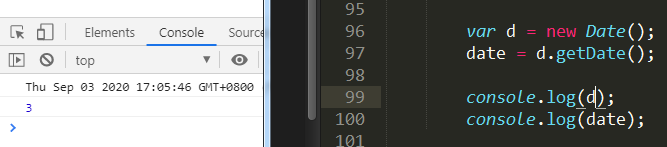 Elements Console Source
top
Thu Sep 03 2020 17:05:46 GMT+0800
3
95
96 var d = new Date();
97 date = d.getDate();
98
99 console.log(d);
100 console.log(date);
101